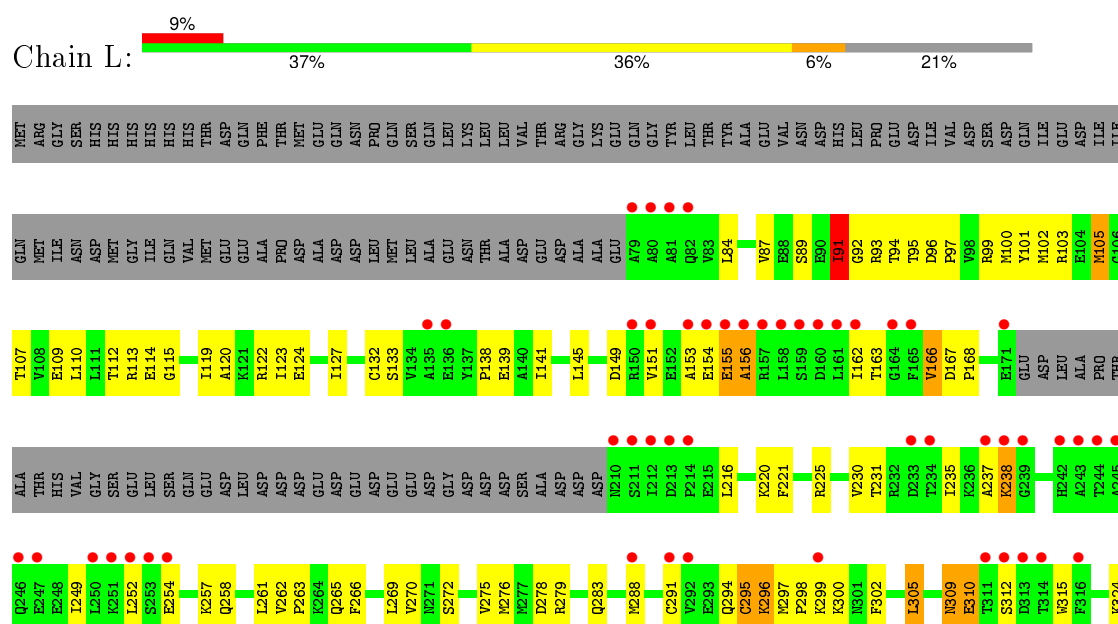 9%
Chain L:
37% 36% 6% 21%
MET ARG GLY SER HIS HIS HIS HIS HIS HIS THR ASP GLN PHE THR MET GLU GLN ASN PRO GLN SER GLN LEU LYS LEU LEU VAL THR ARG GLY LYS GLU GLN GLY TYR LEU THR TYR ALA GLU VAL ASN ASP HIS LEU PRO GLU ASP ILE VAL ASP SER ASP GLN ILE GLU ASP ILE ILE
GLN MET ILE ASN ASP MET GLY ILE GLN VAL MET GLU GLU ALA PRO ASP ALA ASP ASP LEU MET LEU ALA GLU ASN THR ALA ASP GLU ASP ALA ALA GLU A79 A80 A81 Q82 V83 L84 V87 E88 S89 E90 I91 G92 R93 T94 T95 D96 P97 V98 R99 M100 Y101 M102 R103 E104 M105 G106
T107 V108 E109 L110 L111 T112 R113 E114 G115 I119 A120 K121 R122 I123 E124 I127 C132 S133 V134 A135 E136 Y137 P138 E139 A140 I141 L145 D149 R150 V151 E152 A153 E154 E155 A156 R157 L158 S159 D160 L161 I162 T163 G164 F165 V166 D167 P168 E171 GLU ASP LEU ALA PRO THR
ALA THR HIS VAL GLY SER GLU LEU SER GLN GLU ASP LEU ASP ASP ASP GLU ASP GLU ASP GLU GLU ASP GLY ASP ASP ASP SER ALA ASP ASP ASP N210 S211 I212 D213 P214 E215 L216 K220 F221 R225 V230 T231 R232 D233 T234 I235 K236 A237 K238 G239 H242 A243 T244 A245
Q246 E247 E248 I249 L250 K251 L252 S253 E254 K257 Q258 L261 V262 P263 K264 Q265 F266 L269 V270 N271 S272 V275 M276 M277 D278 R279 Q283 M288 C291 V292 E293 Q294 C295 K296 M297 P298 K299 K300 N301 F302 L305 N309 E310 T311 S312 D313 T314 W315 F316 K324